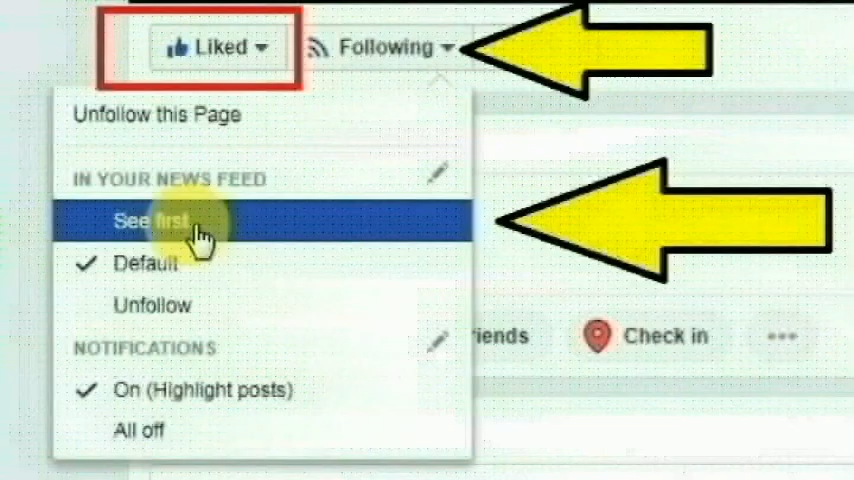 Liked Following
Unfollow this Page
IN YOUR NEWS FEED
See first
Default
Unfollow
NOTIFICATIONS
riends Check in
On (Highlight posts)
All off